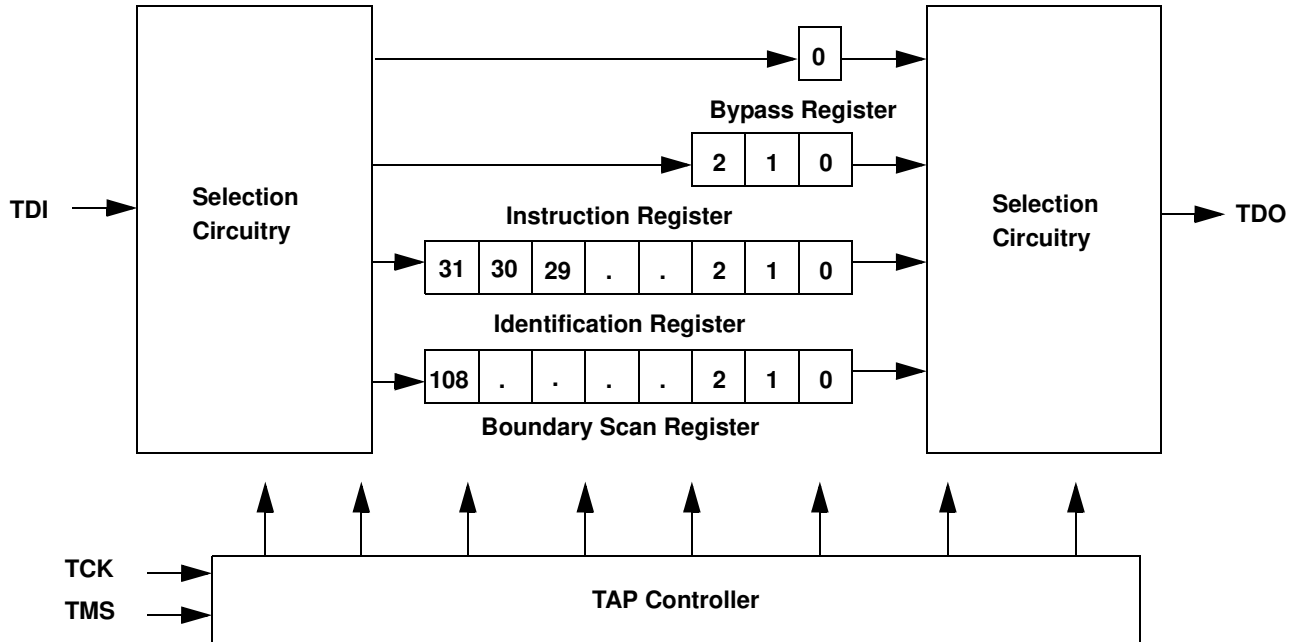 0
Bypass Register
2 1 0
TDI
Selection
Circuitry
Instruction Register
31 30 29 . . 2 1 0
Selection
Circuitry
TDO
Identification Register
108 . . . . 2 1 0
Boundary Scan Register
TCK
TMS
TAP Controller